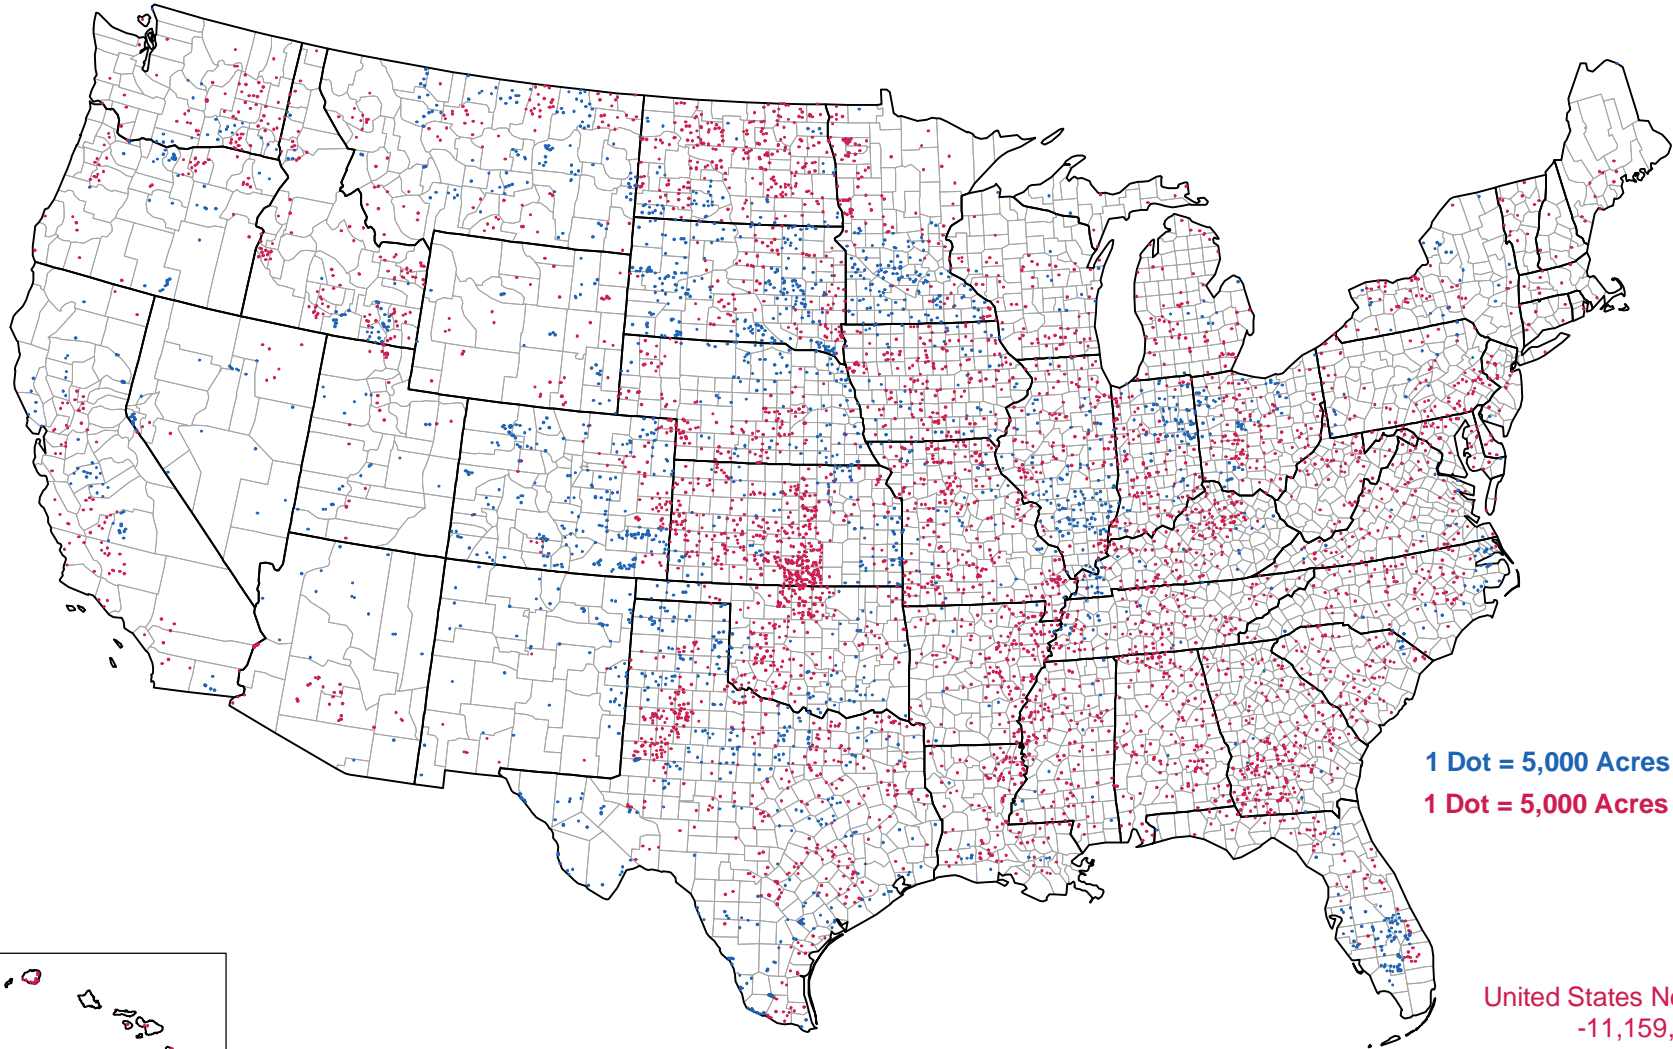 1 Dot = 5,000 Acres
1 Dot = 5,000 Acres
United States
-11,159,